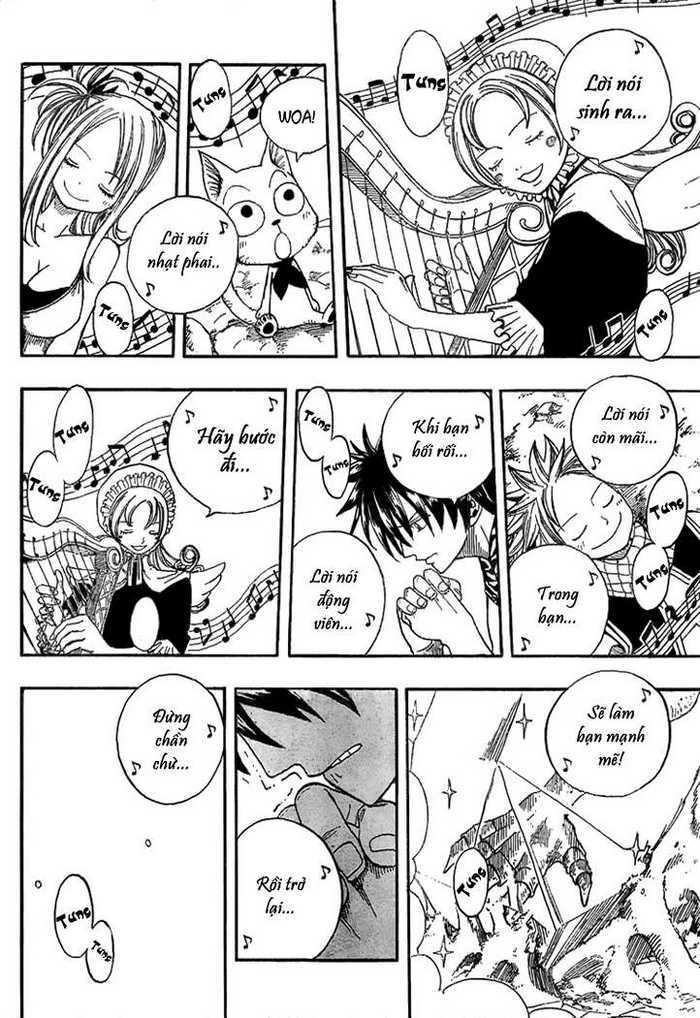 Tưng
Lời nói
sinh ra...
Tưng
WOA!
Tưng
Lời nói
nhạt phai..
Tưng
Lời nói
còn mãi...
Tưng
Tưng
Trong
bạn...
Khi bạn
bối rối...
Tưng
Tưng
Lời nói
động
viên...
Hãy bước
đi...
Tưng
Tưng
Sẽ làm
bạn mạnh
mẽ!
Tưng
Rồi trở
lại...
Đừng
chần
chừ...
Tưng
Tưng